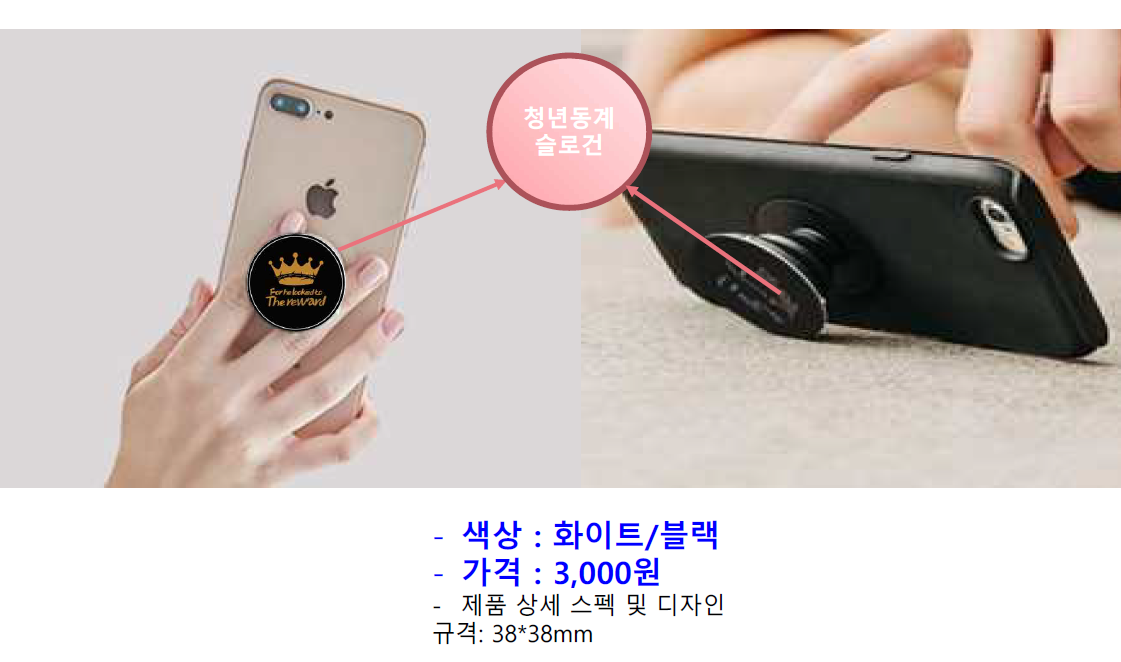 청년동계
슬로건
For he looked to
The reward
- 색상 : 화이트/블랙
- 가격 : 3,000원
- 제품 상세 스펙 및 디자인
규격: 38*38mm